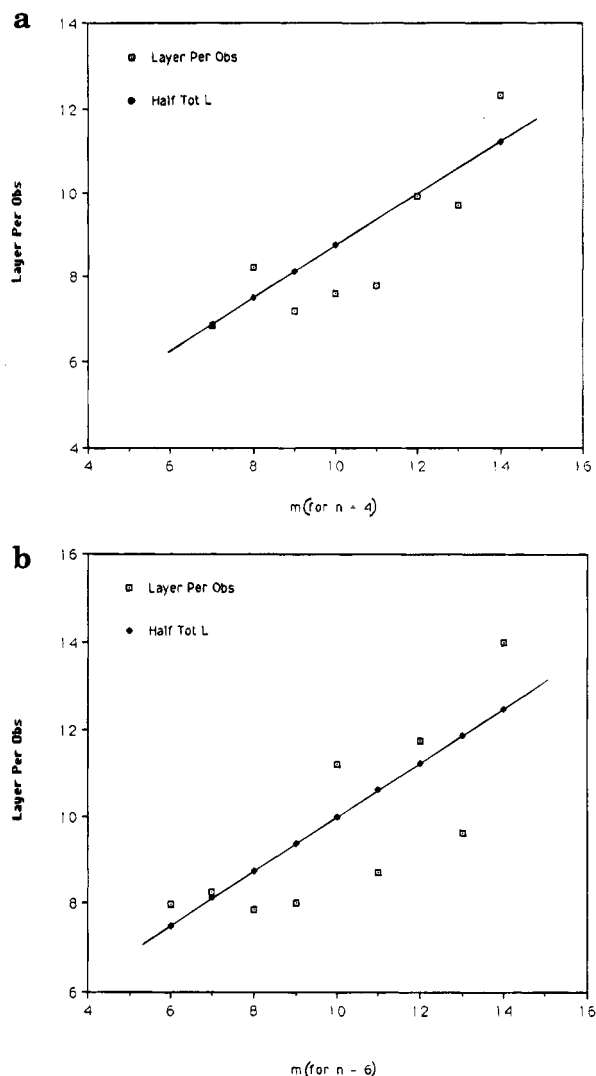 a
14
Layer Per Obs
Half Tot L
12
10
8
6
4
Layer Per Obs
4 6 8 10 12 14 16
m(for n - 4)
b
16
Layer Per Obs
Half Tot L
14
12
10
8
6
Layer Per Obs
4 6 8 10 12 14 16
m(for n - 6)